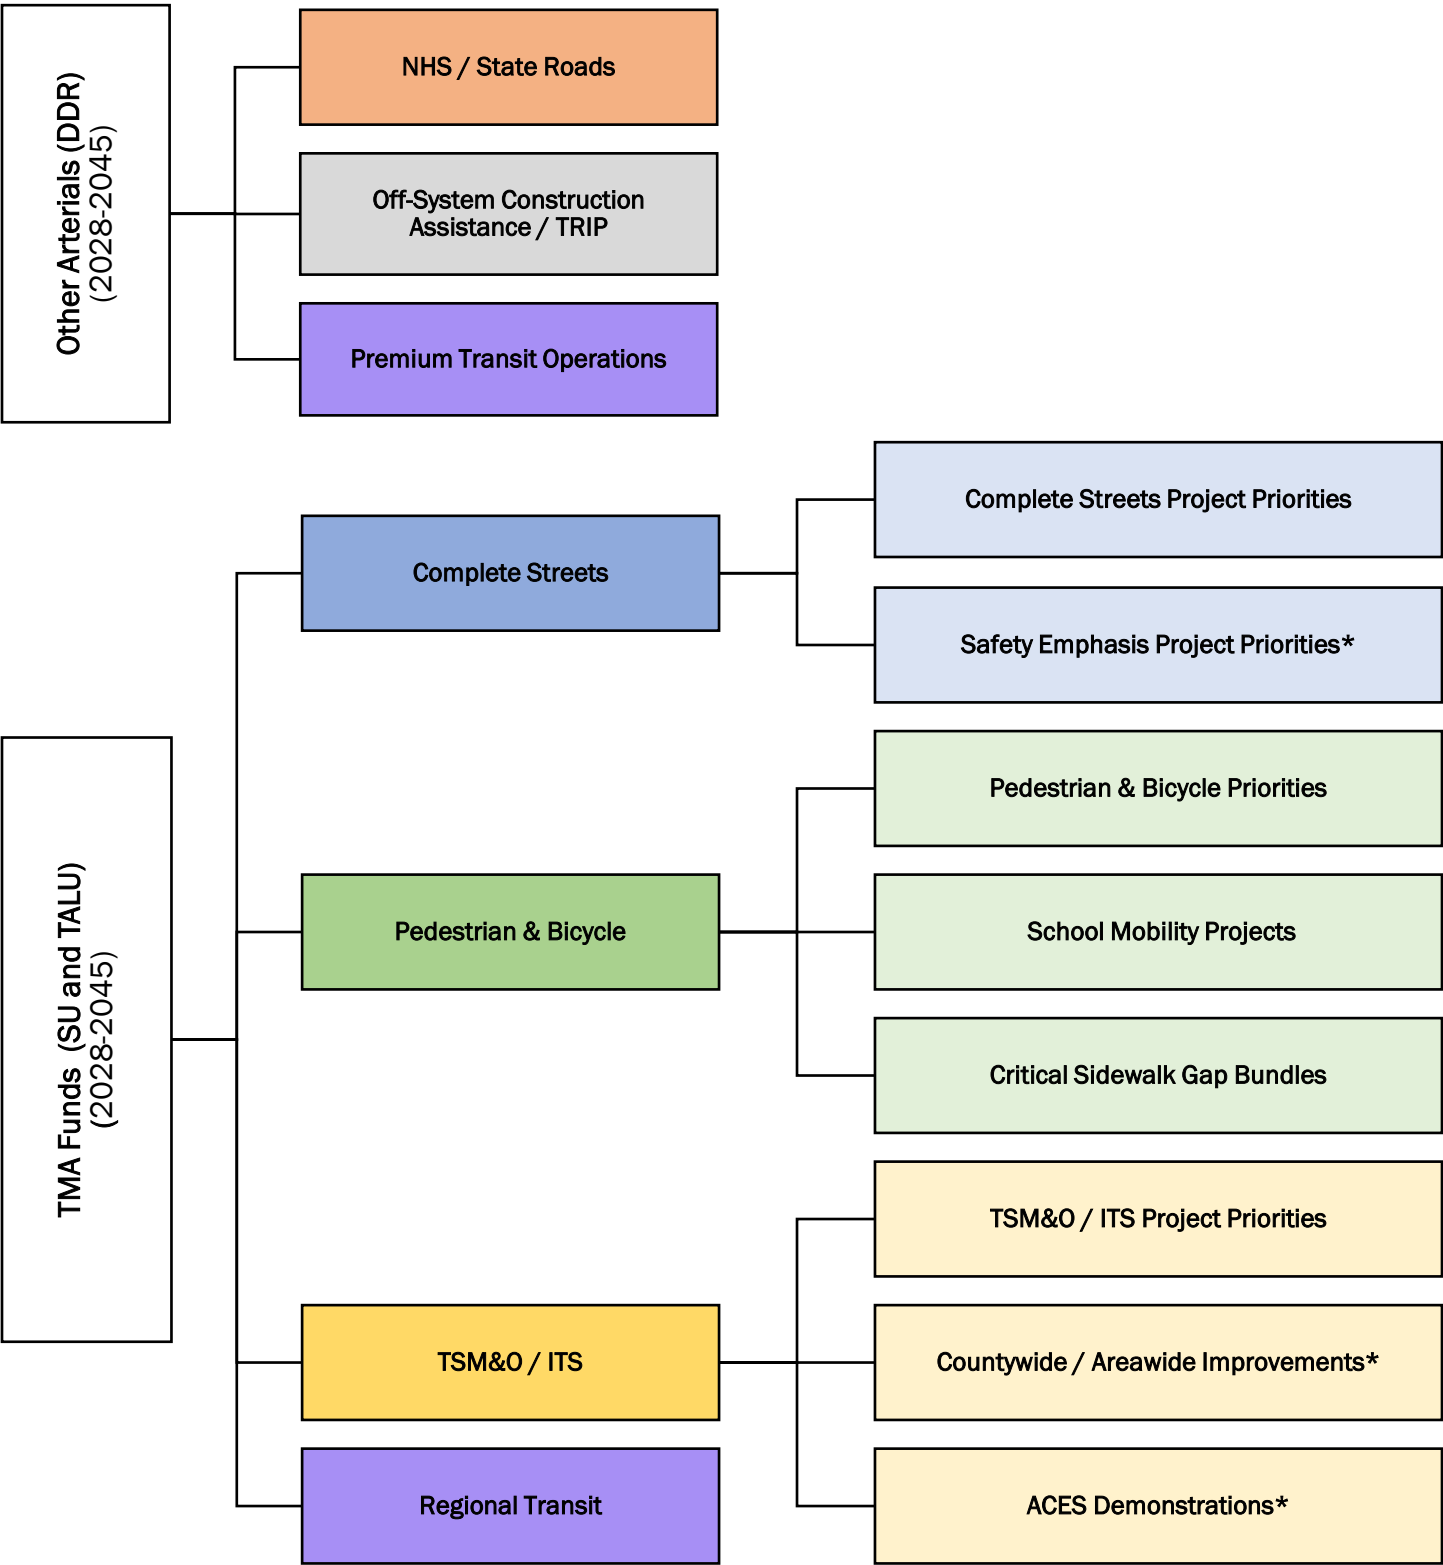 Other Arterials (DDR)
(2028-2045)
NHS / State Roads
Off-System Construction
Assistance / TRIP
Premium Transit Operations
TMA Funds  (SU and TALU)
(2028-2045)
Complete Streets
Complete Streets Project Priorities
Safety Emphasis Project Priorities*
Pedestrian & Bicycle
Pedestrian & Bicycle Priorities
School Mobility Projects
Critical Sidewalk Gap Bundles
TSM&O / ITS
TSM&O / ITS Project Priorities
Countywide / Areawide Improvements*
ACES Demonstrations*
Regional Transit